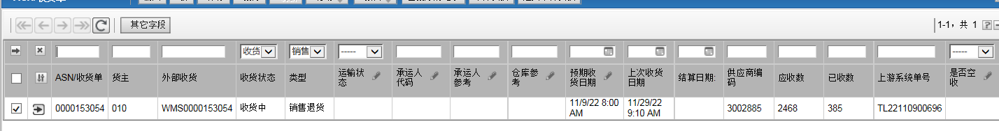 其它字段
1-1，共 1
收货
销售
-----
-----
ASN/收货单 货主 外部收货 收货状态 类型 运输状态 承运人代码 承运人参考 仓库参考 预期收货日期 上次收货日期 结算日期: 供应商编码 应收数 已收数 上游系统单号 是否空收
0000153054 010 WMS0000153054 收货中 销售退货 11/9/22 8:00 AM 11/29/22 9:10 AM 3002885 2468 385 TL22110900696